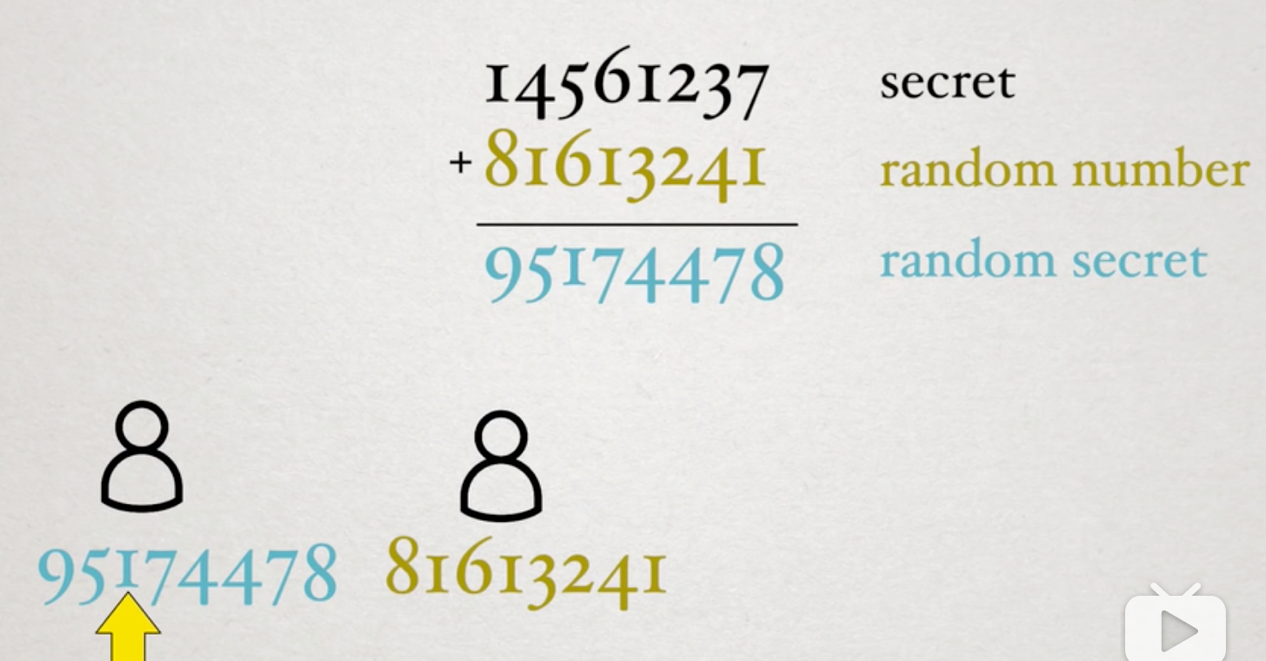 14561237 secret
+ 81613241 random number
95174478 random secret
95174478 81613241